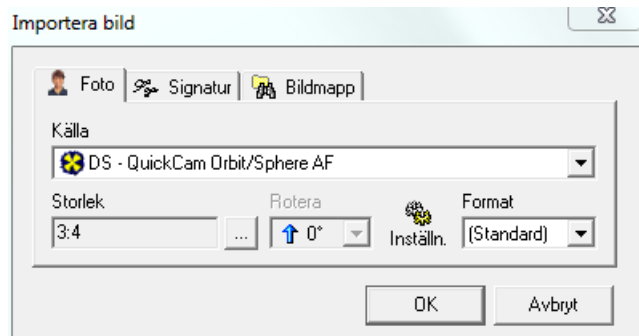 Importera bild
Foto Signatur Bildmapp
Källa
DS - QuickCam Orbit/Sphere AF
Storlek Rotera Format
3:4 ... 0° Inställn. (Standard)
OK Avbryt